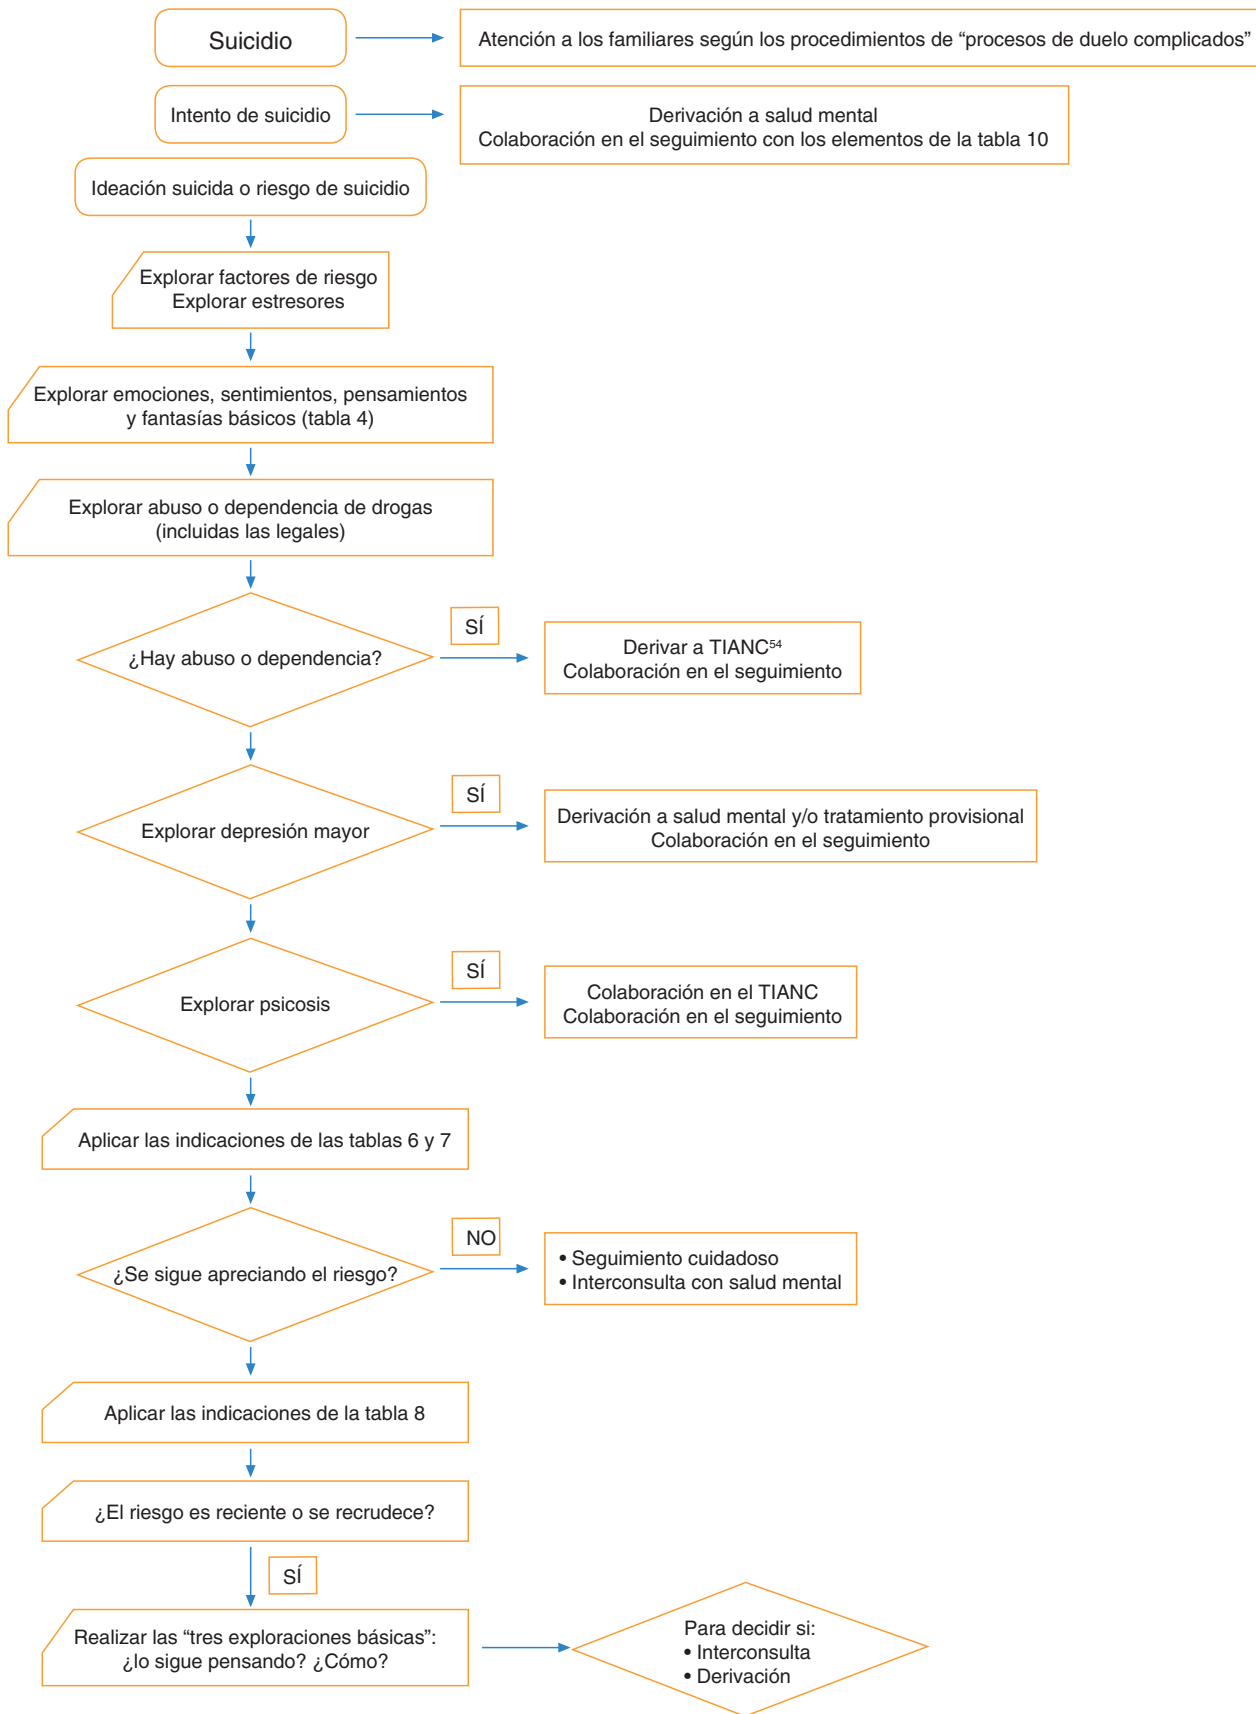 Suicidio
Atención a los familiares según los procedimientos de “procesos de duelo complicados”
Intento de suicidio
Derivación a salud mental
Colaboración en el seguimiento con los elementos de la tabla 10
Ideación suicida o riesgo de suicidio
Explorar factores de riesgo
Explorar estresores
Explorar emociones, sentimientos, pensamientos
y fantasías básicos (tabla 4)
Explorar abuso o dependencia de drogas
(incluidas las legales)
¿Hay abuso o dependencia?
SÍ
Derivar a TIANC⁵⁴
Colaboración en el seguimiento
Explorar depresión mayor
SÍ
Derivación a salud mental y/o tratamiento provisional
Colaboración en el seguimiento
Explorar psicosis
SÍ
Colaboración en el TIANC
Colaboración en el seguimiento
Aplicar las indicaciones de las tablas 6 y 7
¿Se sigue apreciando el riesgo?
NO
• Seguimiento cuidadoso
• Interconsulta con salud mental
Aplicar las indicaciones de la tabla 8
¿El riesgo es reciente o se recrudece?
SÍ
Realizar las “tres exploraciones básicas”:
¿lo sigue pensando? ¿Cómo?
Para decidir si:
• Interconsulta
• Derivación